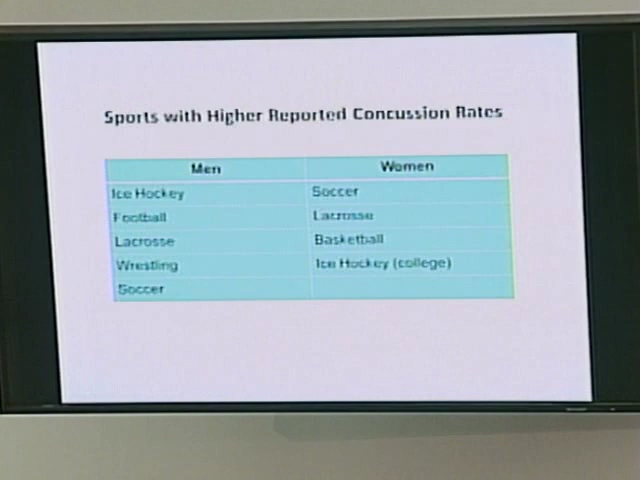 Sports with Higher Reported Concussion Rates
Men Women
Ice Hockey Soccer
Football Lacrosse
Lacrosse Basketball
Wrestling Ice Hockey (college)
Soccer